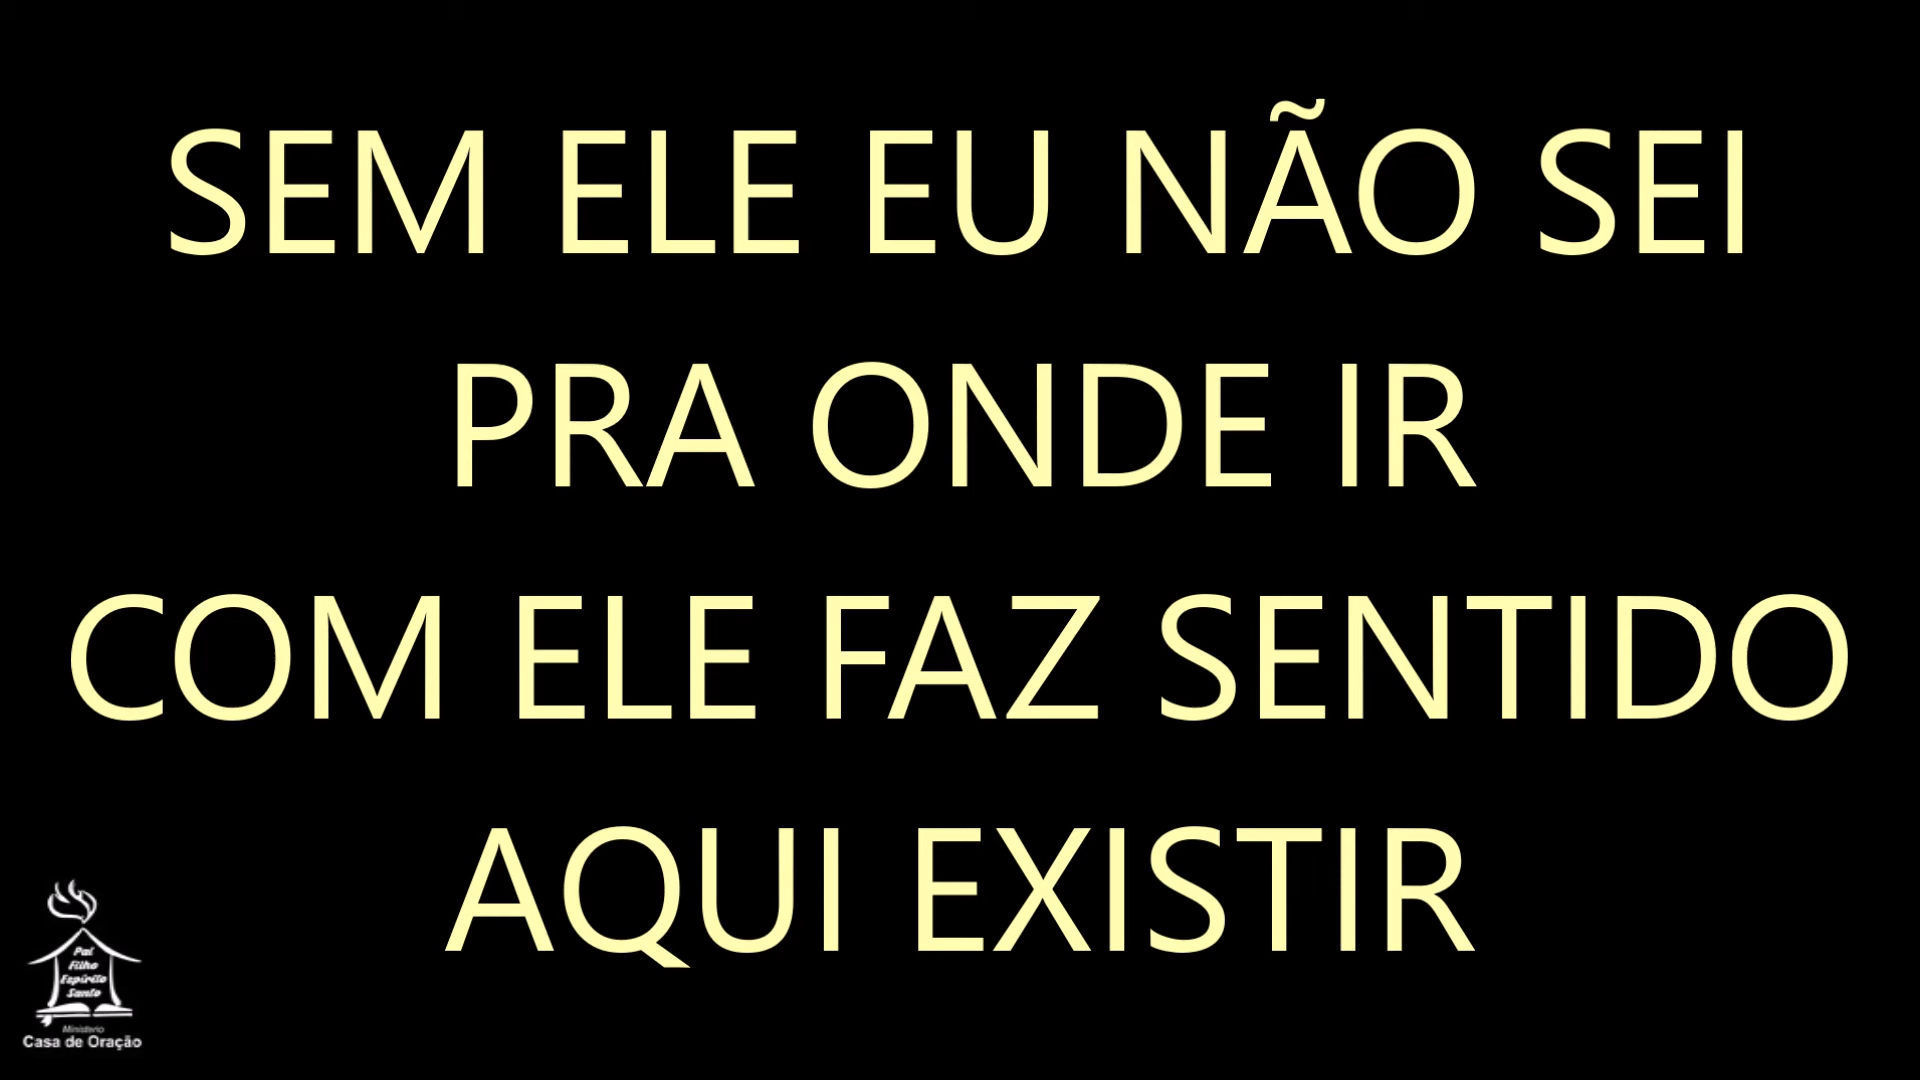 SEM ELE EU NÃO SEI
PRA ONDE IR
COM ELE FAZ SENTIDO
AQUI EXISTIR
Pai
Filho
Espírito
Santo
Ministerio
Casa de Oração